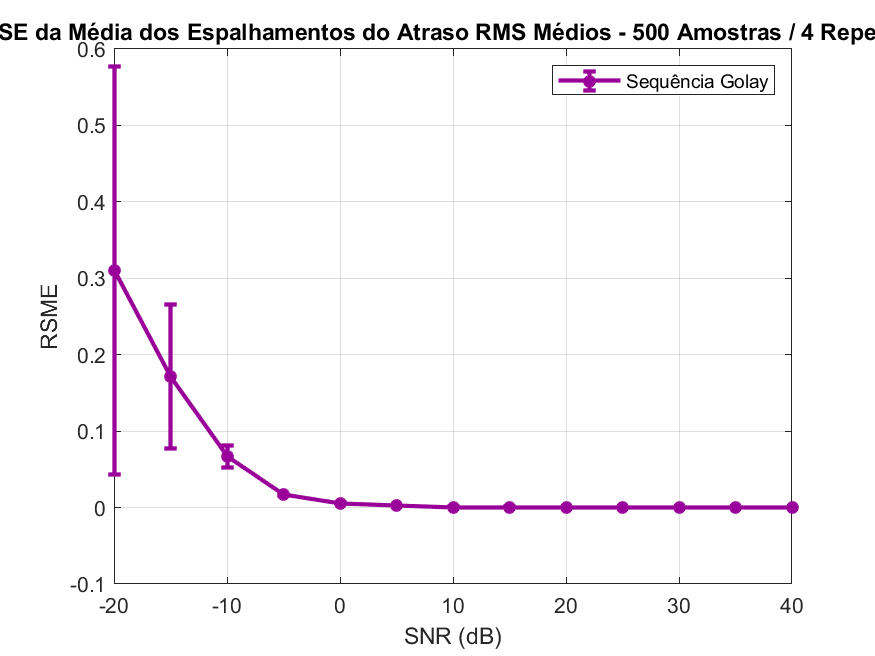 SE da Média dos Espalhamentos do Atraso RMS Médios - 500 Amostras / 4 Repe
0.6
Sequência Golay
0.5
0.4
0.3
RSME
0.2
0.1
0
-0.1
-20 -10 0 10 20 30 40
SNR (dB)